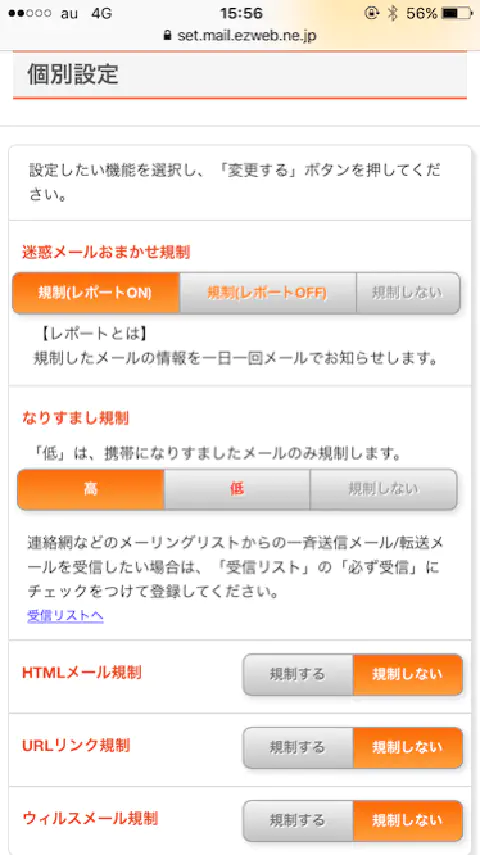 au 4G 15:56 56%
set.mail.ezweb.ne.jp
個別設定
設定したい機能を選択し、「変更する」ボタンを押してくだ
さい。
迷惑メールおまかせ規制
規制(レポートON) 規制(レポートOFF) 規制しない
【レポートとは】
規制したメールの情報を一日一回メールでお知らせします。
なりすまし規制
「低」は、携帯になりすましたメールのみ規制します。
高 低 規制しない
連絡網などのメーリングリストからの一斉送信メール/転送メ
ールを受信したい場合は、「受信リスト」の「必ず受信」に
チェックをつけて登録してください。
受信リストへ
HTMLメール規制 規制する 規制しない
URLリンク規制 規制する 規制しない
ウィルスメール規制 規制する 規制しない